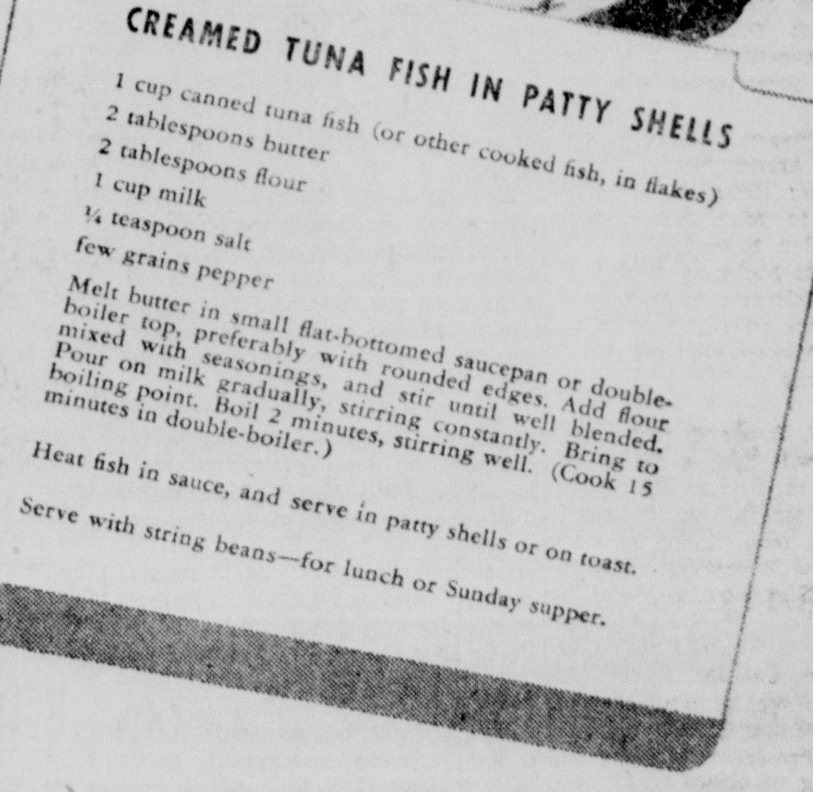 CREAMED TUNA FISH IN PATTY SHELLS
1 cup canned tuna fish (or other cooked fish, in flakes)
2 tablespoons butter
2 tablespoons flour
1 cup milk
¼ teaspoon salt
few grains pepper
Melt butter in small flat-bottomed saucepan or double-
boiler top, preferably with rounded edges. Add flour
mixed with seasonings, and stir until well blended.
Pour on milk gradually, stirring constantly. Bring to
boiling point. Boil 2 minutes, stirring well. (Cook 15
minutes in double-boiler.)
Heat fish in sauce, and serve in patty shells or on toast.
Serve with string beans—for lunch or Sunday supper.